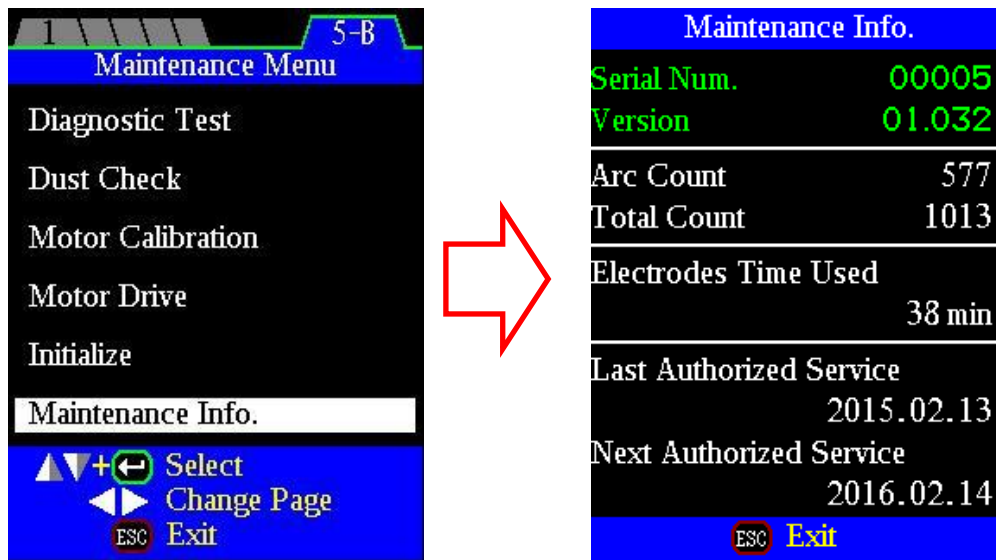 1 5-B
Maintenance Menu
Diagnostic Test
Dust Check
Motor Calibration
Motor Drive
Initialize
Maintenance Info.
+ Select
Change Page
ESC Exit
Maintenance Info.
Serial Num. 00005
Version 01.032
Arc Count 577
Total Count 1013
Electrodes Time Used
38 min
Last Authorized Service
2015.02.13
Next Authorized Service
2016.02.14
ESC Exit